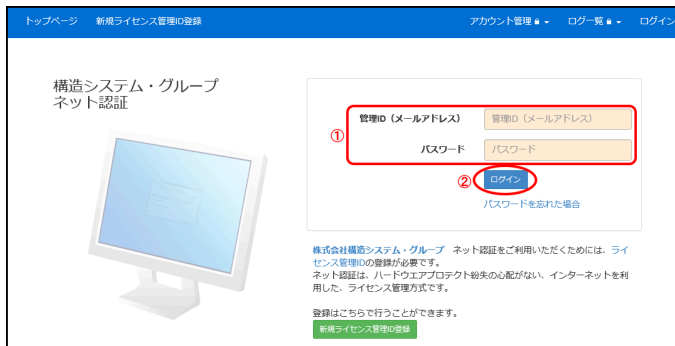 トップページ 新規ライセンス管理ID登録 アカウント管理 ログ一覧 ログイン
構造システム・グループ
ネット認証
① 管理ID（メールアドレス） 管理ID（メールアドレス）
パスワード パスワード
② ログイン
パスワードを忘れた場合
株式会社構造システム・グループ ネット認証をご利用いただくためには、ライ
センス管理IDの登録が必要です。
ネット認証は、ハードウエアプロテクト紛失の心配がない、インターネットを利
用した、ライセンス管理方式です。
登録はこちらで行うことができます。
新規ライセンス管理ID登録